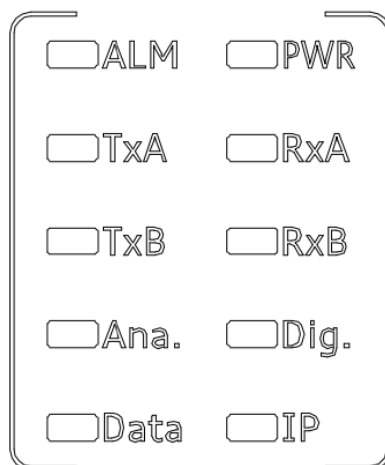 ALM PWR
TxA RxA
TxB RxB
Ana. Dig.
Data IP